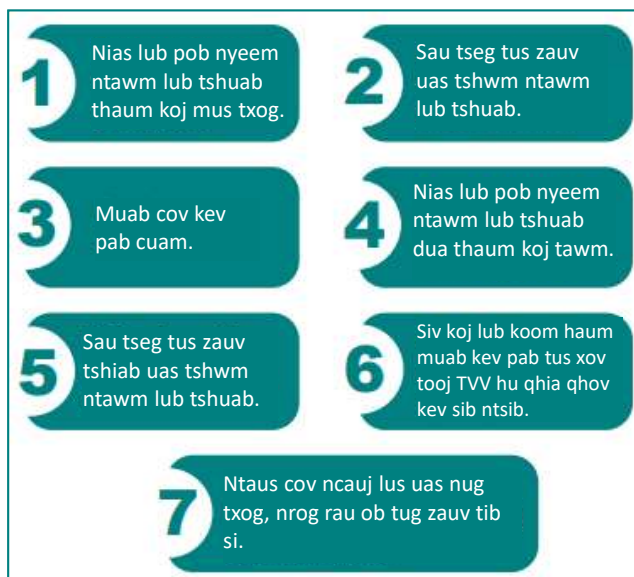 1
Nias lub pob nyeem
ntawm lub tshuab
thaum koj mus txog.
2
Sau tseg tus zauv
uas tshwm ntawm
lub tshuab.
3
Muab cov kev
pab cuam.
4
Nias lub pob nyeem
ntawm lub tshuab
dua thaum koj tawm.
5
Sau tseg tus zauv
tshiab uas tshwm
ntawm lub tshuab.
6
Siv koj lub koom haum
muab kev pab tus xov
tooj TVV hu qhia qhov
kev sib ntsib.
7
Ntaus cov ncauj lus uas nug
txog, nrog rau ob tug zauv tib
si.